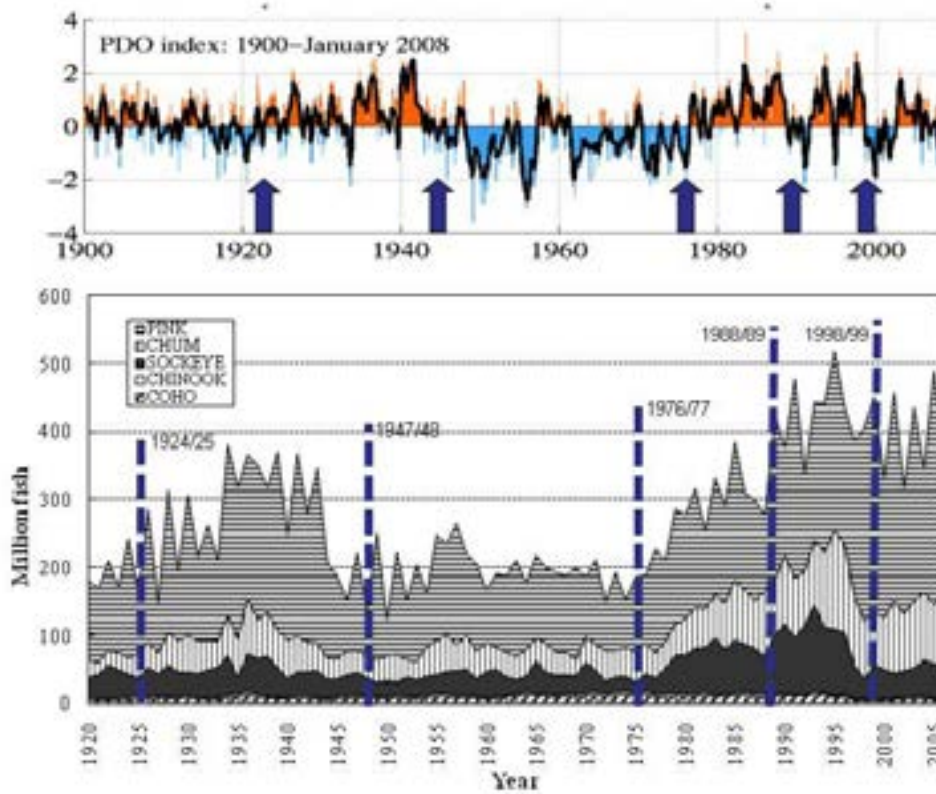 4
PDO index: 1900–January 2008
2
0
-2
-4
1900 1920 1940 1960 1980 2000
600
500
400
300
200
100
0
Million fish
PINK
CHUM
SOCKEYE
CHINOOK
COHO
1924/25
1947/48
1976/77
1988/89
1998/99
1920 1925 1930 1935 1940 1945 1950 1955 1960 1965 1970 1975 1980 1985 1990 1995 2000 2005
Year